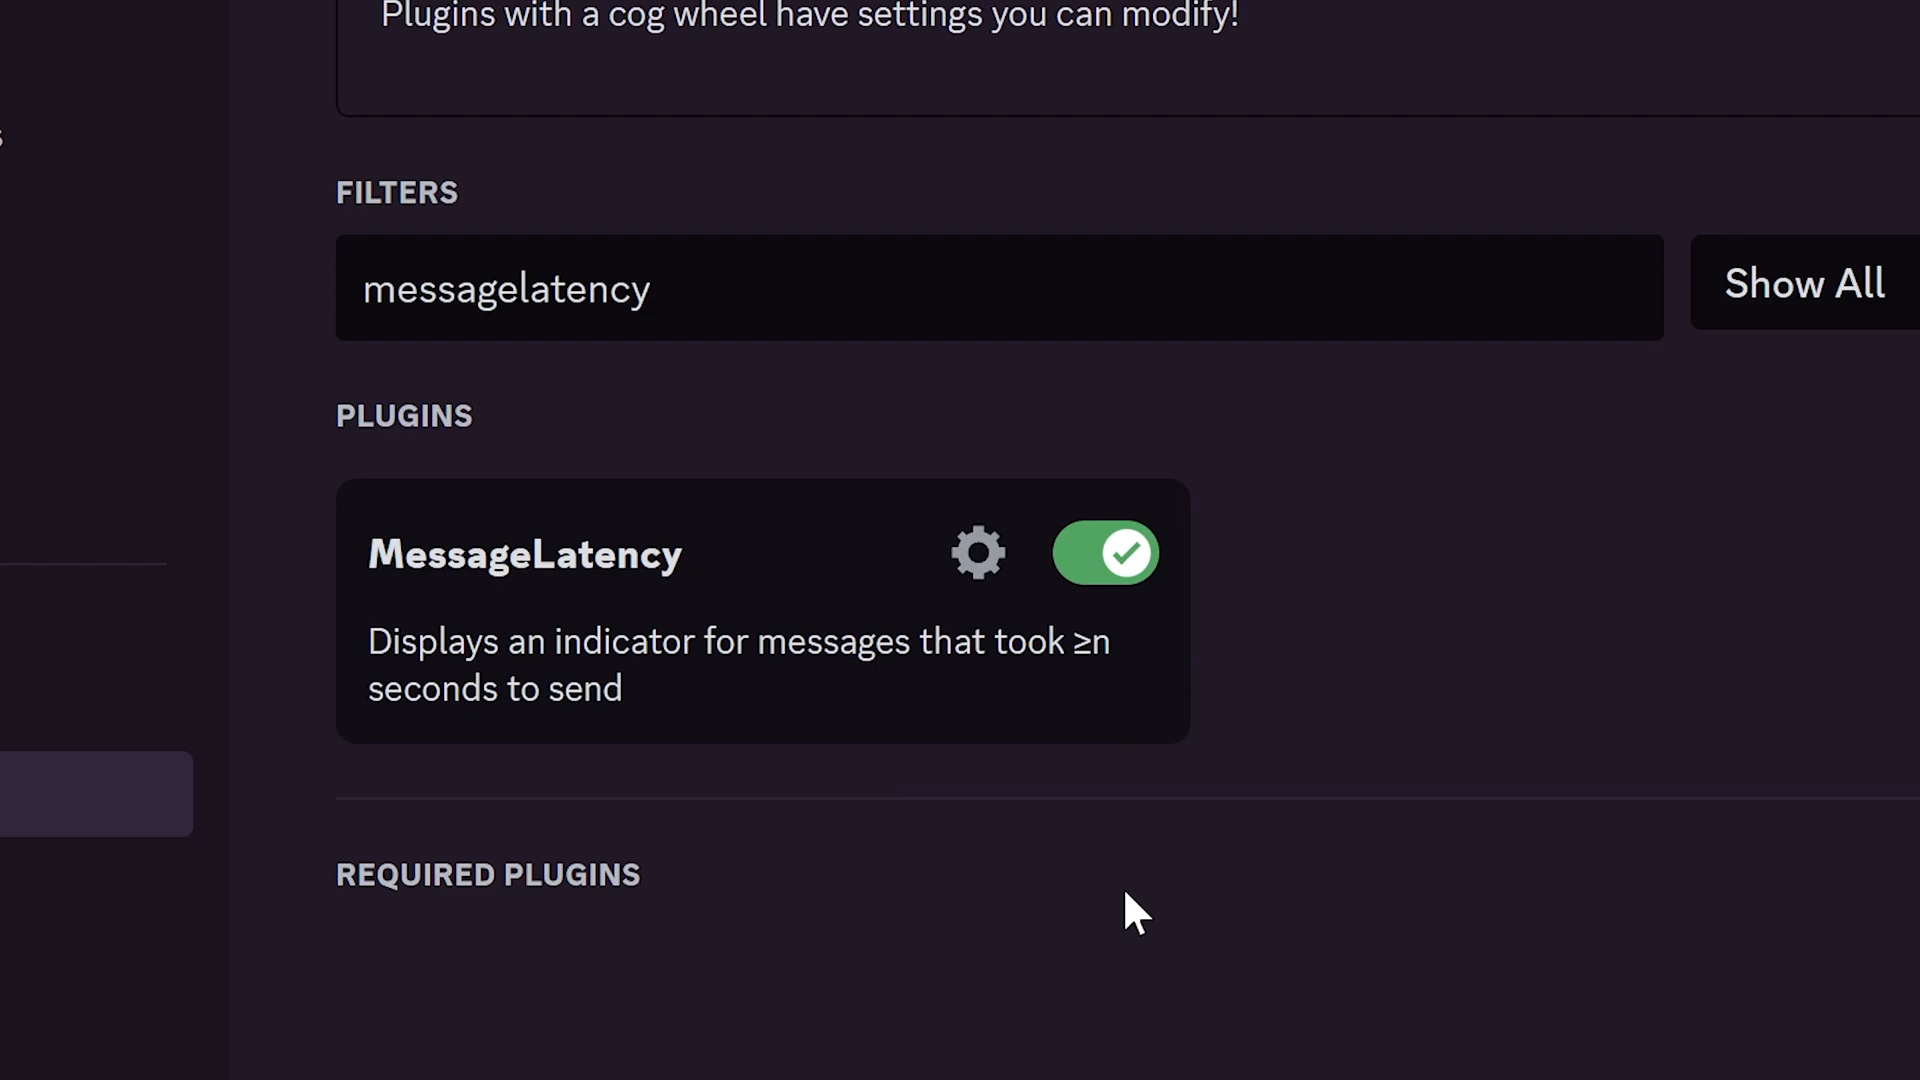 Plugins with a cog wheel have settings you can modify!
FILTERS
messagelatency
Show All
PLUGINS
MessageLatency
Displays an indicator for messages that took ≥n
seconds to send
REQUIRED PLUGINS